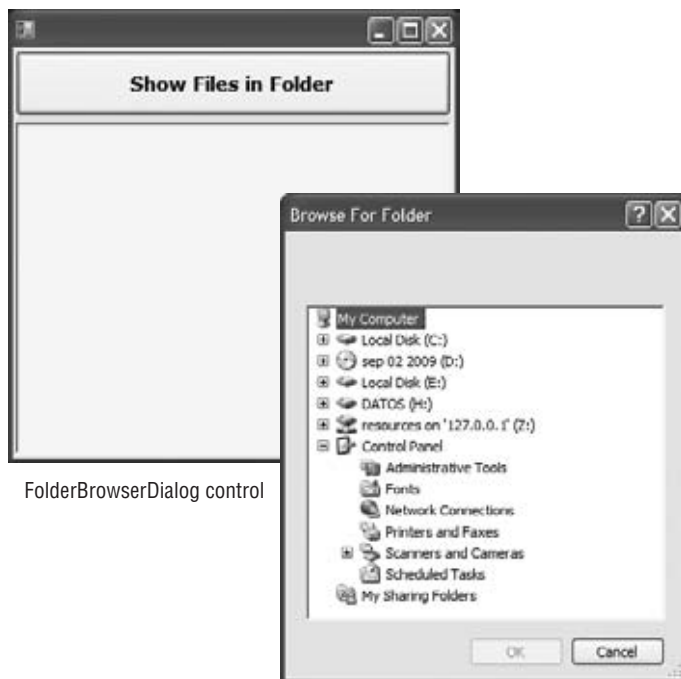 Show Files in Folder
Browse For Folder
My Computer
Local Disk (C:)
sep 02 2009 (D:)
Local Disk (E:)
DATOS (H:)
resources on '127.0.0.1' (Z:)
Control Panel
Administrative Tools
Fonts
Network Connections
Printers and Faxes
Scanners and Cameras
Scheduled Tasks
My Sharing Folders
OK
Cancel
FolderBrowserDialog control